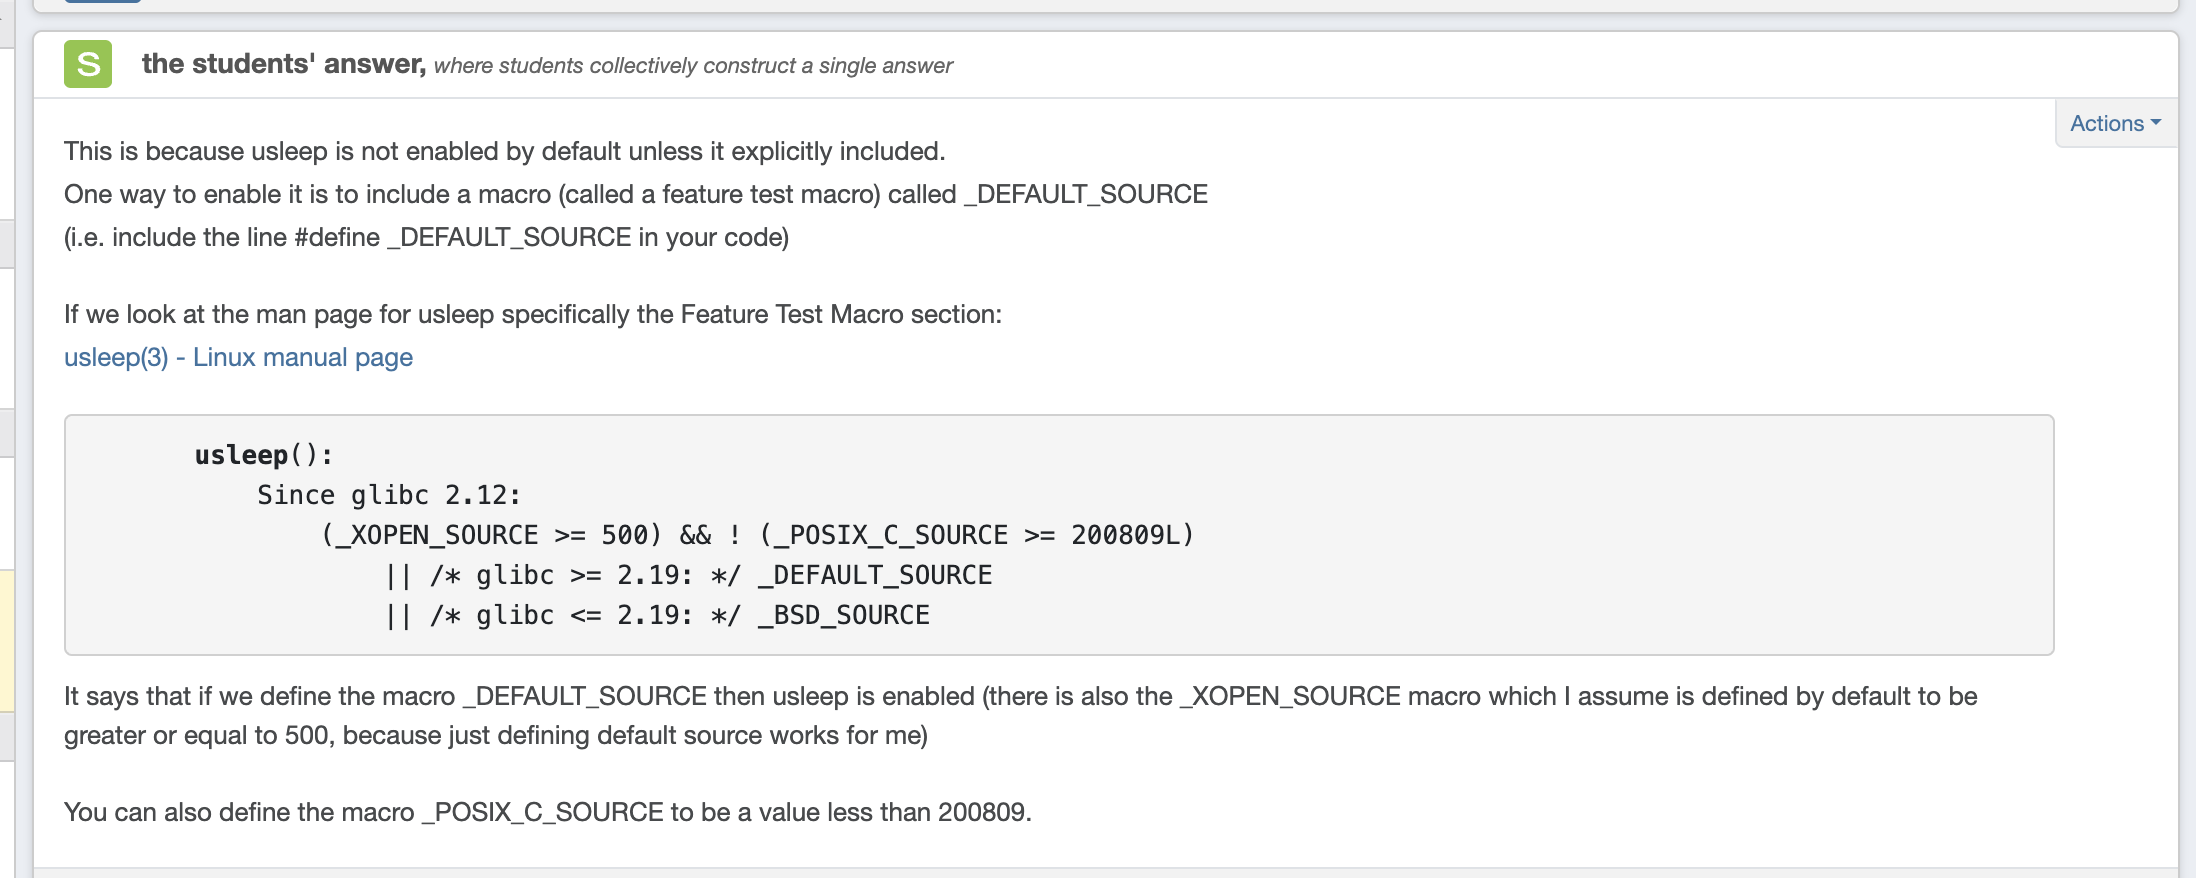 S the students' answer, where students collectively construct a single answer
Actions
This is because usleep is not enabled by default unless it explicitly included.
One way to enable it is to include a macro (called a feature test macro) called _DEFAULT_SOURCE
(i.e. include the line #define _DEFAULT_SOURCE in your code)
If we look at the man page for usleep specifically the Feature Test Macro section:
usleep(3) - Linux manual page
usleep():
Since glibc 2.12:
(_XOPEN_SOURCE >= 500) && ! (_POSIX_C_SOURCE >= 200809L)
|| /* glibc >= 2.19: */ _DEFAULT_SOURCE
|| /* glibc <= 2.19: */ _BSD_SOURCE
It says that if we define the macro _DEFAULT_SOURCE then usleep is enabled (there is also the _XOPEN_SOURCE macro which I assume is defined by default to be
greater or equal to 500, because just defining default source works for me)
You can also define the macro _POSIX_C_SOURCE to be a value less than 200809.